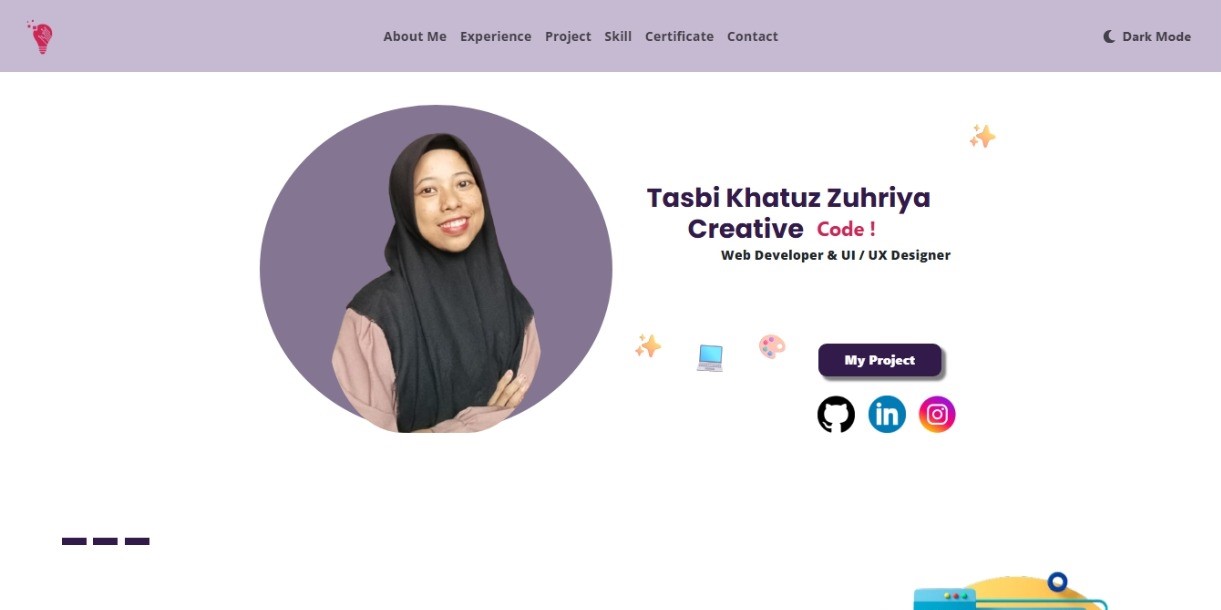 About Me Experience Project Skill Certificate Contact Dark Mode
Tasbi Khatuz Zuhriya
Creative Code !
Web Developer & UI / UX Designer
My Project
in